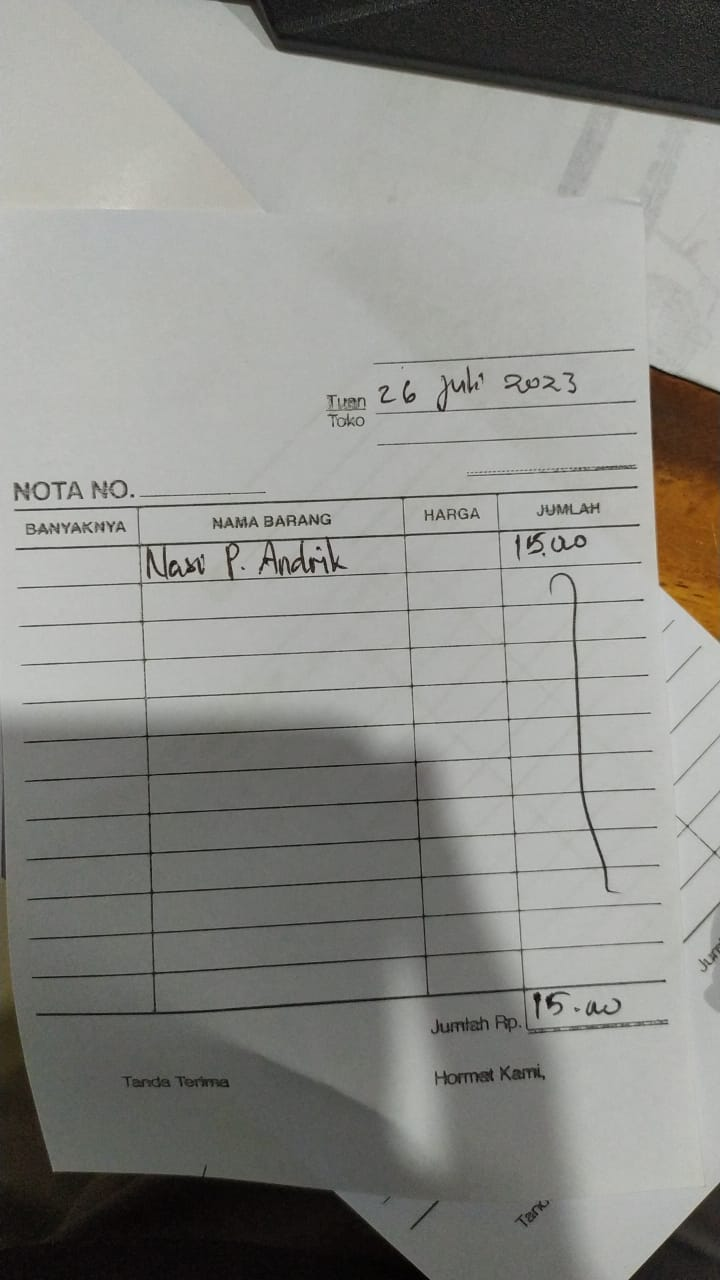 26 Juli 2023
Tuan
Toko
NOTA NO.
BANYAKNYA NAMA BARANG HARGA JUMLAH
Nasi P. Andrik 15.00
Jumlah Rp. 15.00
Tanda Terima Hormat Kami,